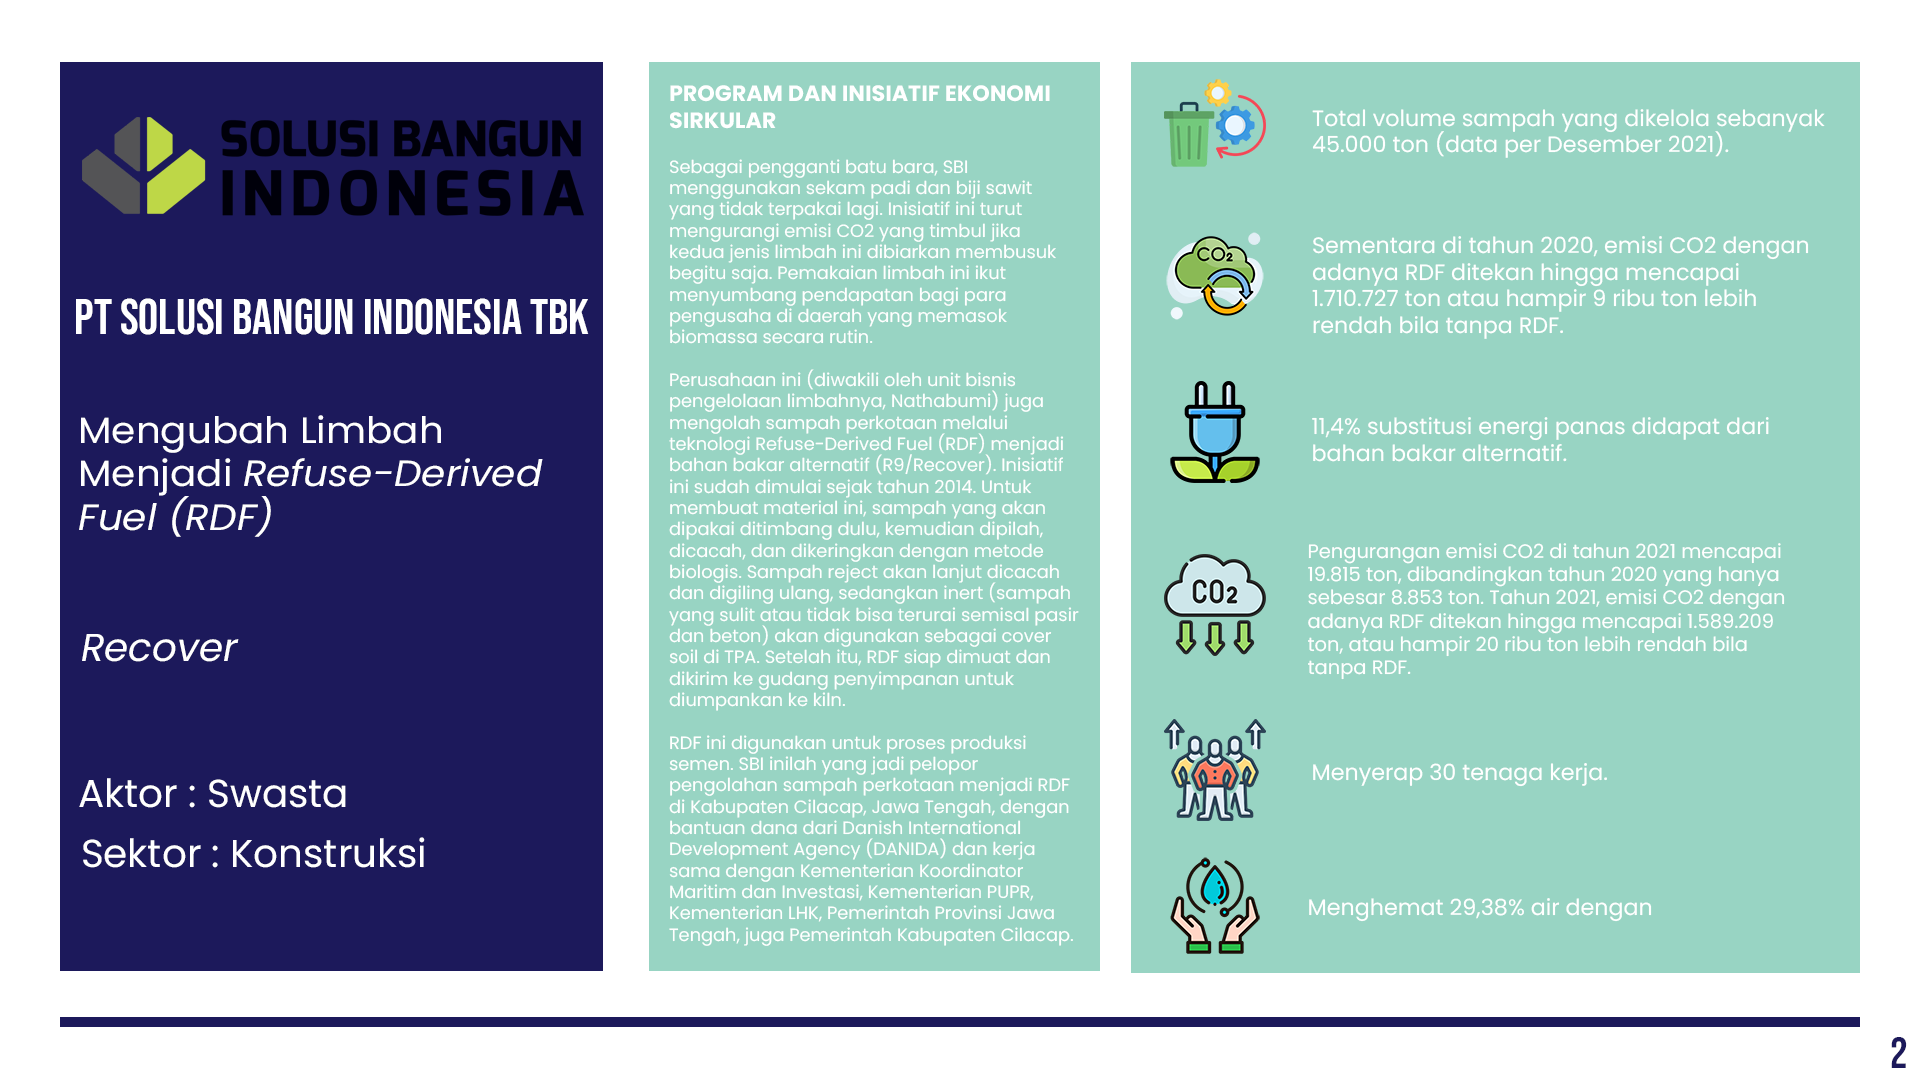 SOLUSI BANGUN
INDONESIA
PT SOLUSI BANGUN INDONESIA TBK
Mengubah Limbah
Menjadi Refuse-Derived
Fuel (RDF)
Recover
Aktor : Swasta
Sektor : Konstruksi
PROGRAM DAN INISIATIF EKONOMI
SIRKULAR
Sebagai pengganti batu bara, SBI
menggunakan sekam padi dan biji sawit
yang tidak terpakai lagi. Inisiatif ini turut
mengurangi emisi CO2 yang timbul jika
kedua jenis limbah ini dibiarkan membusuk
begitu saja. Pemakaian limbah ini ikut
menyumbang pendapatan bagi para
pengusaha di daerah yang memasok
biomassa secara rutin.
Perusahaan ini (diwakili oleh unit bisnis
pengelolaan limbahnya, Nathabumi) juga
mengolah sampah perkotaan melalui
teknologi Refuse-Derived Fuel (RDF) menjadi
bahan bakar alternatif (R9/Recover). Inisiatif
ini sudah dimulai sejak tahun 2014. Untuk
membuat material ini, sampah yang akan
dipakai ditimbang dulu, kemudian dipilah,
dicacah, dan dikeringkan dengan metode
biologis. Sampah reject akan lanjut dicacah
dan digiling ulang, sedangkan inert (sampah
yang sulit atau tidak bisa terurai semisal pasir
dan beton) akan digunakan sebagai cover
soil di TPA. Setelah itu, RDF siap dimuat dan
dikirim ke gudang penyimpanan untuk
diumpankan ke kiln.
RDF ini digunakan untuk proses produksi
semen. SBI inilah yang jadi pelopor
pengolahan sampah perkotaan menjadi RDF
di Kabupaten Cilacap, Jawa Tengah, dengan
bantuan dana dari Danish International
Development Agency (DANIDA) dan kerja
sama dengan Kementerian Koordinator
Maritim dan Investasi, Kementerian PUPR,
Kementerian LHK, Pemerintah Provinsi Jawa
Tengah, juga Pemerintah Kabupaten Cilacap.
Total volume sampah yang dikelola sebanyak
45.000 ton (data per Desember 2021).
CO2
Sementara di tahun 2020, emisi CO2 dengan
adanya RDF ditekan hingga mencapai
1.710.727 ton atau hampir 9 ribu ton lebih
rendah bila tanpa RDF.
11,4% substitusi energi panas didapat dari
bahan bakar alternatif.
CO2
Pengurangan emisi CO2 di tahun 2021 mencapai
19.815 ton, dibandingkan tahun 2020 yang hanya
sebesar 8.853 ton. Tahun 2021, emisi CO2 dengan
adanya RDF ditekan hingga mencapai 1.589.209
ton, atau hampir 20 ribu ton lebih rendah bila
tanpa RDF.
Menyerap 30 tenaga kerja.
Menghemat 29,38% air dengan
2